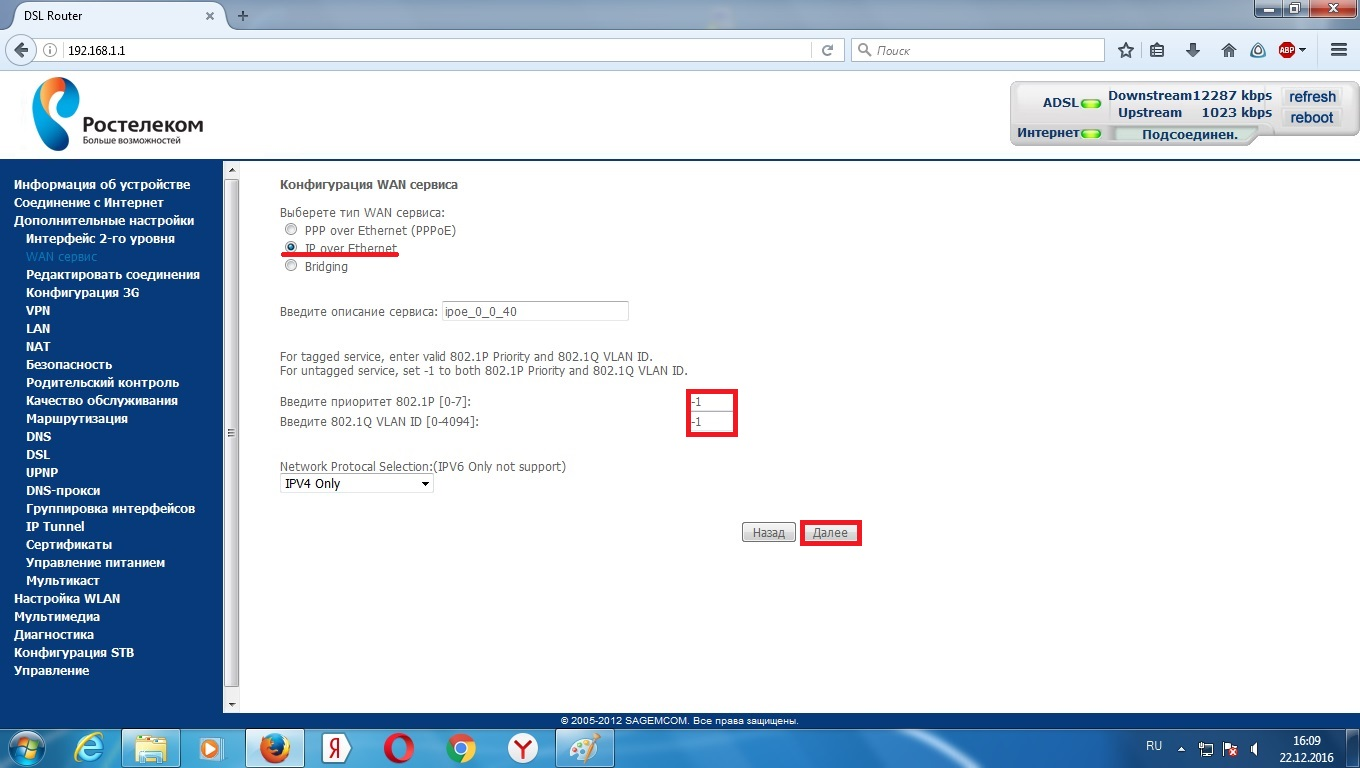 DSL Router
192.168.1.1
Поиск
ABP
Ростелеком
Больше возможностей
ADSL
Downstream 12287 kbps
Upstream 1023 kbps
refresh
reboot
Интернет
Подсоединен.
Информация об устройстве
Соединение с Интернет
Дополнительные настройки
Интерфейс 2-го уровня
WAN сервис
Редактировать соединения
Конфигурация 3G
VPN
LAN
NAT
Безопасность
Родительский контроль
Качество обслуживания
Маршрутизация
DNS
DSL
UPNP
DNS-прокси
Группировка интерфейсов
IP Tunnel
Сертификаты
Управление питанием
Мультикаст
Настройка WLAN
Мультимедиа
Диагностика
Конфигурация STB
Управление
Конфигурация WAN сервиса
Выберете тип WAN сервиса:
PPP over Ethernet (PPPoE)
IP over Ethernet
Bridging
Введите описание сервиса: ipoe_0_0_40
For tagged service, enter valid 802.1P Priority and 802.1Q VLAN ID.
For untagged service, set -1 to both 802.1P Priority and 802.1Q VLAN ID.
Введите приоритет 802.1P [0-7]: -1
Введите 802.1Q VLAN ID [0-4094]: -1
Network Protocal Selection:(IPV6 Only not support)
IPV4 Only
Назад Далее
© 2005-2012 SAGEMCOM. Все права защищены.
RU
16:09
22.12.2016